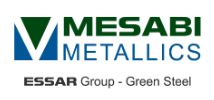 MESABI
METALLICS
ESSAR Group - Green Steel